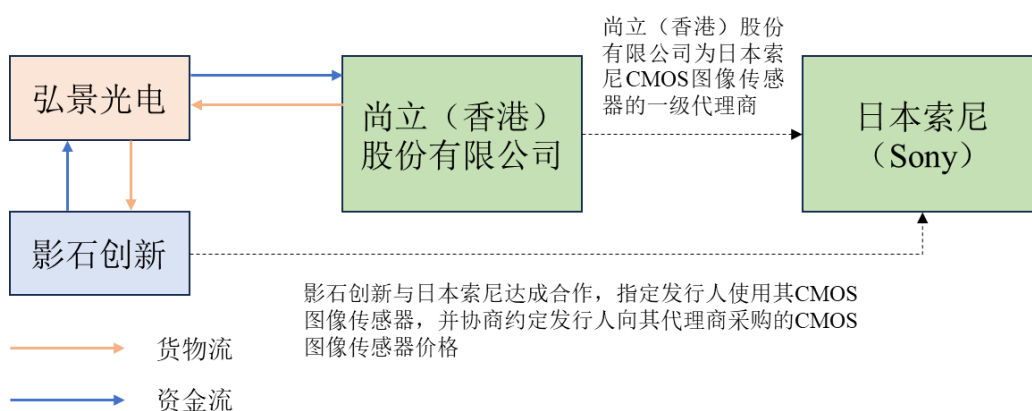 尚立（香港）股份
有限公司为日本索
尼CMOS图像传感
器的一级代理商
弘景光电
尚立（香港）
股份有限公司
日本索尼
（Sony）
影石创新
影石创新与日本索尼达成合作，指定发行人使用其CMOS
图像传感器，并协商约定发行人向其代理商采购的CMOS
图像传感器价格
货物流
资金流